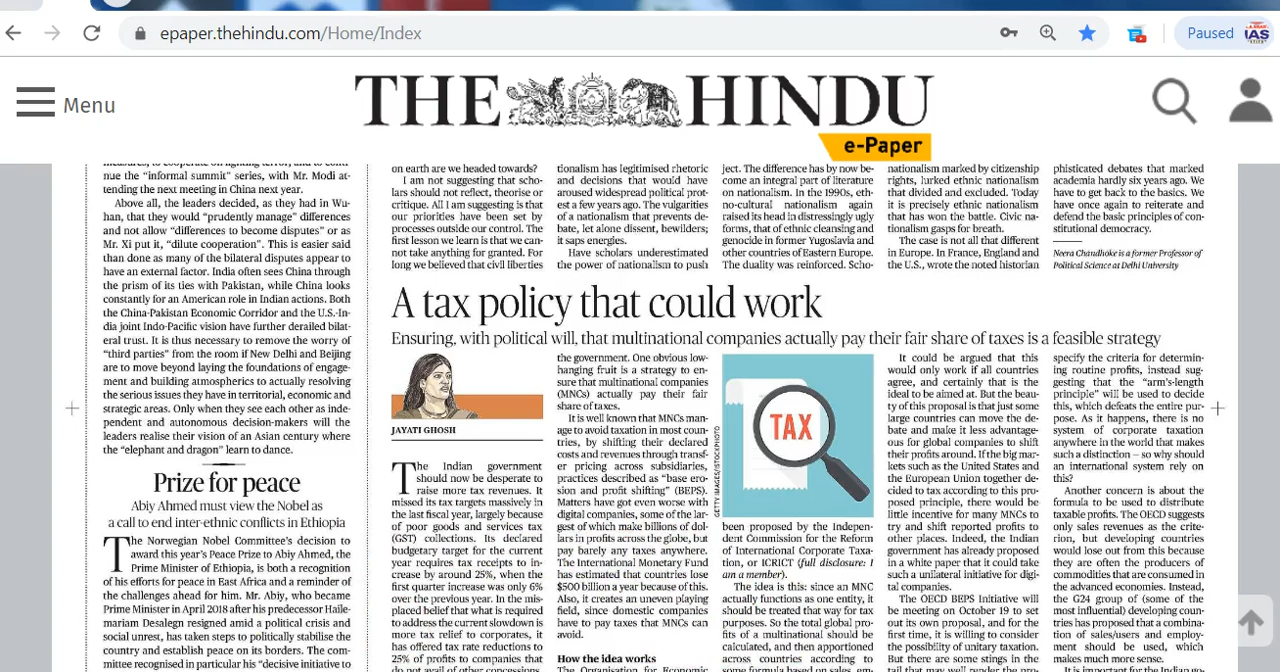 epaper.thehindu.com/Home/Index
Paused
IAS
Menu
THE HINDU
e-Paper
nue the “informal summit” series, with Mr. Modi at-
tending the next meeting in China next year.
Above all, the leaders decided, as they had in Wu-
han, that they would “prudently manage” differences
and not allow “differences to become disputes” or as
Mr. Xi put it, “dilute cooperation”. This is easier said
than done as many of the bilateral disputes appear to
have an external factor. India often sees China through
the prism of its ties with Pakistan, while China looks
constantly for an American role in Indian actions. Both
the China-Pakistan Economic Corridor and the U.S.-In-
dia joint Indo-Pacific vision have further derailed bilat-
eral trust. It is thus necessary to remove the worry of
“third parties” from the room if New Delhi and Beijing
are to move beyond laying the foundations of engage-
ment and building atmospherics to actually resolving
the serious issues they have in territorial, economic and
strategic areas. Only when they see each other as inde-
pendent and autonomous decision-makers will the
leaders realise their vision of an Asian century where
the “elephant and dragon” learn to dance.
Prize for peace
Abiy Ahmed must view the Nobel as
a call to end inter-ethnic conflicts in Ethiopia
The Norwegian Nobel Committee’s decision to
award this year’s Peace Prize to Abiy Ahmed, the
Prime Minister of Ethiopia, is both a recognition
of his efforts for peace in East Africa and a reminder of
the challenges ahead for him. Mr. Abiy, who became
Prime Minister in April 2018 after his predecessor Haile-
mariam Desalegn resigned amid a political crisis and
social unrest, has taken steps to politically stabilise the
country and establish peace on its borders. The com-
mittee recognised in particular his “decisive initiative to
on earth are we headed towards?
I am not suggesting that scho-
lars should not reflect, theorise or
critique. All I am suggesting is that
our priorities have been set by
processes outside our control. The
first lesson we learn is that we can-
not take anything for granted. For
long we believed that civil liberties
tionalism has legitimised rhetoric
and decisions that would have
aroused widespread political prot-
est a few years ago. The vulgarities
of a nationalism that prevents de-
bate, let alone dissent, bewilders;
it saps energies.
Have scholars underestimated
the power of nationalism to push
ject. The difference has by now be-
come an integral part of literature
on nationalism. In the 1990s, eth-
no-cultural nationalism again
raised its head in distressingly ugly
forms, that of ethnic cleansing and
genocide in former Yugoslavia and
other countries of Eastern Europe.
The duality was reinforced. Scho-
nationalism marked by citizenship
rights, lurked ethnic nationalism
that divided and excluded. Today
it is precisely ethnic nationalism
that has won the battle. Civic na-
tionalism gasps for breath.
The case is not all that different
in Europe. In France, England and
the U.S., wrote the noted historian
phisticated debates that marked
academia hardly six years ago. We
have to get back to the basics. We
have once again to reiterate and
defend the basic principles of con-
stitutional democracy.
Neera Chandhoke is a former Professor of
Political Science at Delhi University
A tax policy that could work
Ensuring, with political will, that multinational companies actually pay their fair share of taxes is a feasible strategy
JAYATI GHOSH
The Indian government
should now be desperate to
raise more tax revenues. It
missed its tax targets massively in
the last fiscal year, largely because
of poor goods and services tax
(GST) collections. Its declared
budgetary target for the current
year requires tax receipts to in-
crease by around 25%, when the
first quarter increase was only 6%
over the previous year. In the mis-
placed belief that what is required
to address the current slowdown is
more tax relief to corporates, it
has offered tax rate reductions to
25% of profits to companies that
do not avail of other concessions
the government. One obvious low-
hanging fruit is a strategy to en-
sure that multinational companies
(MNCs) actually pay their fair
share of taxes.
It is well known that MNCs man-
age to avoid taxation in most coun-
tries, by shifting their declared
costs and revenues through transf-
er pricing across subsidiaries,
practices described as “base ero-
sion and profit shifting” (BEPS).
Matters have got even worse with
digital companies, some of the lar-
gest of which make billions of dol-
lars in profits across the globe, but
pay barely any taxes anywhere.
The International Monetary Fund
has estimated that countries lose
$500 billion a year because of this.
Also, it creates an uneven playing
field, since domestic companies
have to pay taxes that MNCs can
avoid.
How the idea works
The Organisation for Economic
TAX
GETTY IMAGES/ISTOCKPHOTO
been proposed by the Indepen-
dent Commission for the Reform
of International Corporate Taxa-
tion, or ICRICT (full disclosure: I
am a member).
The idea is this: since an MNC
actually functions as one entity, it
should be treated that way for tax
purposes. So the total global pro-
fits of a multinational should be
calculated, and then apportioned
across countries according to
It could be argued that this
would only work if all countries
agree, and certainly that is the
ideal to be aimed at. But the beau-
ty of this proposal is that just some
large countries can move the de-
bate and make it less advantage-
ous for global companies to shift
their profits around. If the big mar-
kets such as the United States and
the European Union together de-
cided to tax according to this pro-
posed principle, there would be
little incentive for many MNCs to
try and shift reported profits to
other places. Indeed, the Indian
government has already proposed
in a white paper that it could take
such a unilateral initiative for digi-
tal companies.
The OECD BEPS Initiative will
be meeting on October 19 to set
out its own proposal, and for the
first time, it is willing to consider
the possibility of unitary taxation.
But there are some stings in the
specify the criteria for determin-
ing routine profits, instead sug-
gesting that the “arm’s-length
principle” will be used to decide
this, which defeats the entire pur-
pose. As it happens, there is no
system of corporate taxation
anywhere in the world that makes
such a distinction – so why should
an international system rely on
this?
Another concern is about the
formula to be used to distribute
taxable profits. The OECD suggests
only sales revenues as the crite-
rion, but developing countries
would lose out from this because
they are often the producers of
commodities that are consumed in
the advanced economies. Instead,
the G24 group (of some of the
most influential) developing coun-
tries has proposed that a combina-
tion of sales/users and employ-
ment should be used, which
makes much more sense.